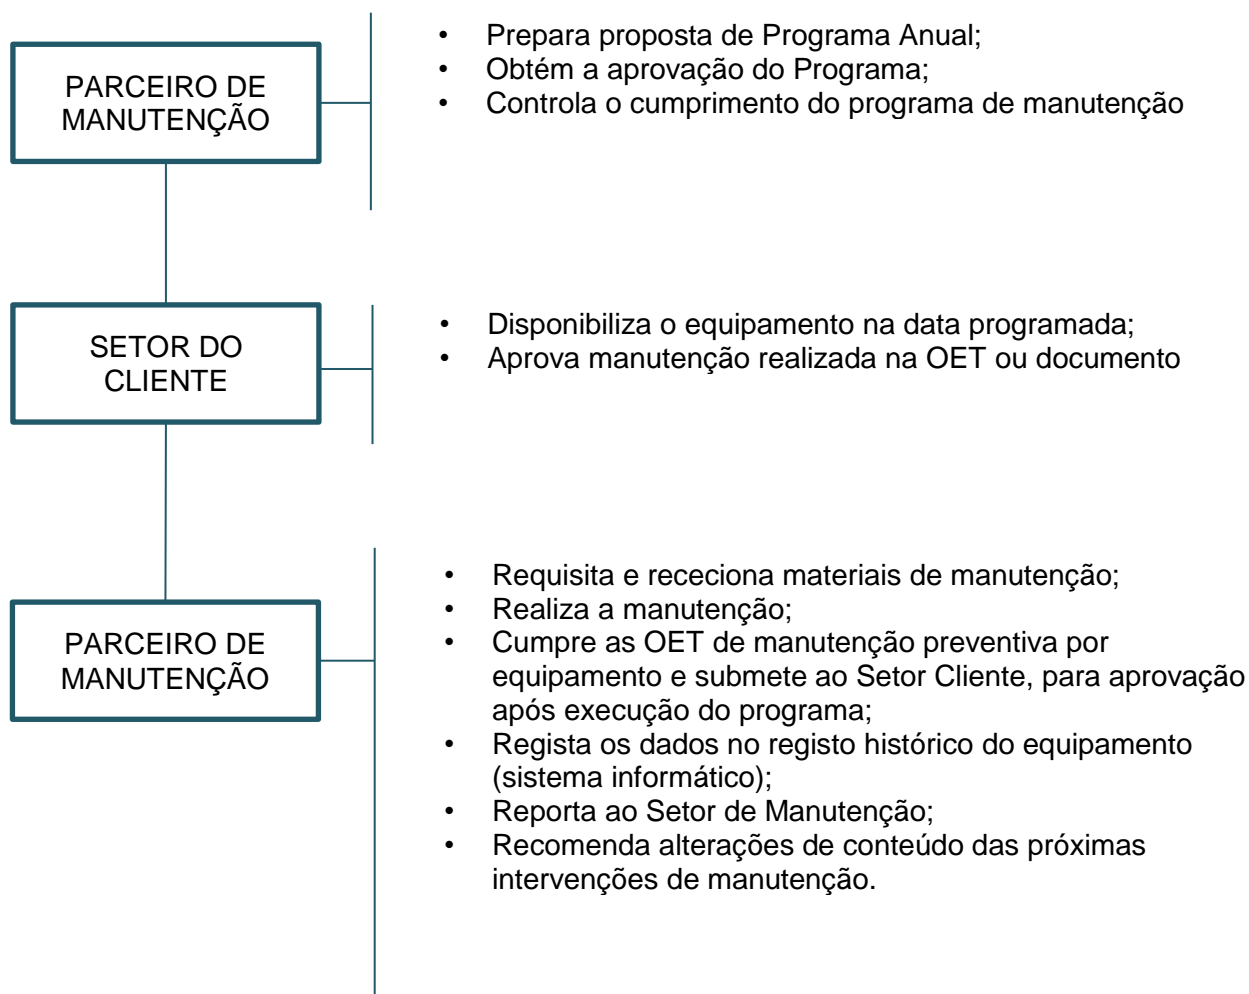 PARCEIRO DE
MANUTENÇÃO
• Prepara proposta de Programa Anual;
• Obtém a aprovação do Programa;
• Controla o cumprimento do programa de manutenção
SETOR DO
CLIENTE
• Disponibiliza o equipamento na data programada;
• Aprova manutenção realizada na OET ou documento
PARCEIRO DE
MANUTENÇÃO
• Requisita e receciona materiais de manutenção;
• Realiza a manutenção;
• Cumpre as OET de manutenção preventiva por
equipamento e submete ao Setor Cliente, para aprovação
após execução do programa;
• Regista os dados no registo histórico do equipamento
(sistema informático);
• Reporta ao Setor de Manutenção;
• Recomenda alterações de conteúdo das próximas
intervenções de manutenção.